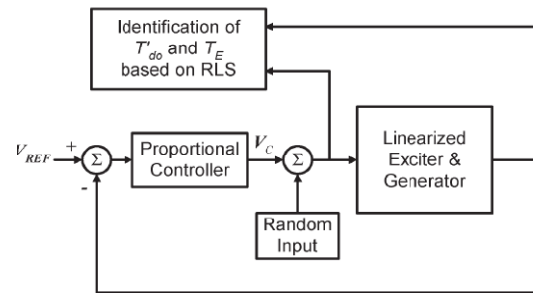 Identification of
T'do and TE
based on RLS
VREF
+
-
Σ
Proportional
Controller
VC
Σ
Random
Input
Linearized
Exciter &
Generator